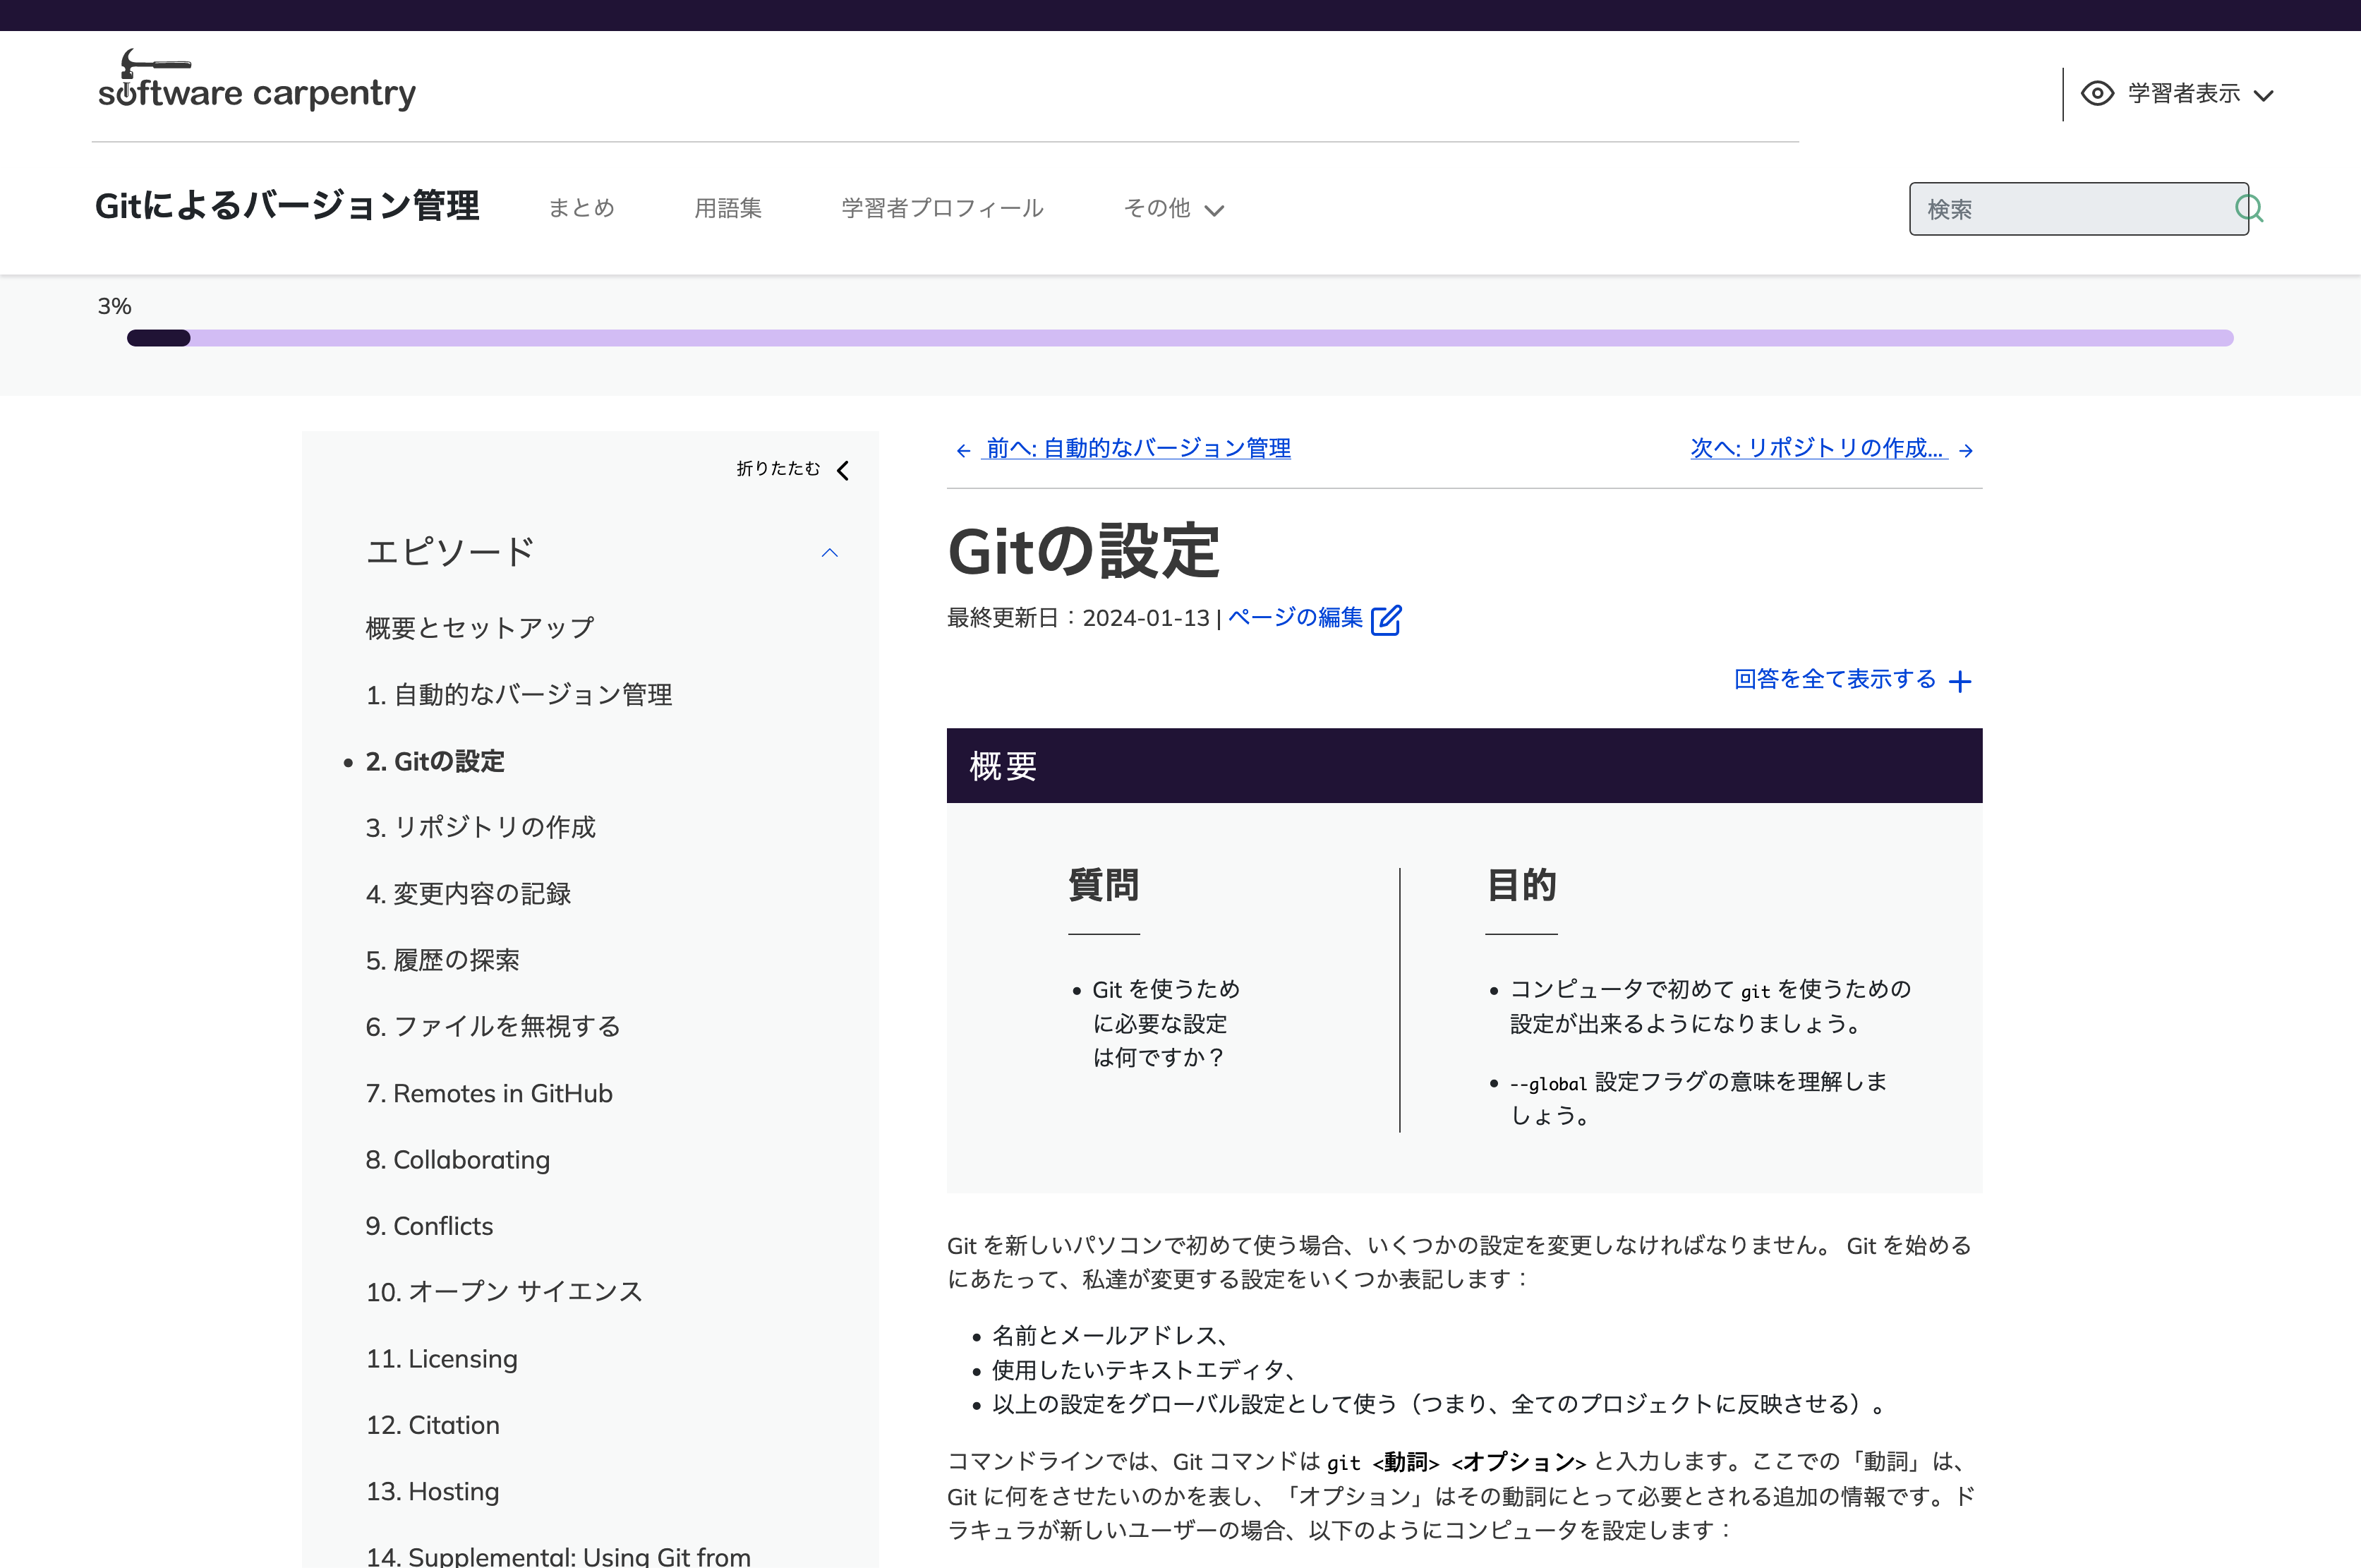 software carpentry
学習者表示
Gitによるバージョン管理
まとめ
用語集
学習者プロフィール
その他
検索
3%
折りたたむ
エピソード
概要とセットアップ
1. 自動的なバージョン管理
2. Gitの設定
3. リポジトリの作成
4. 変更内容の記録
5. 履歴の探索
6. ファイルを無視する
7. Remotes in GitHub
8. Collaborating
9. Conflicts
10. オープン サイエンス
11. Licensing
12. Citation
13. Hosting
14. Supplemental: Using Git from
← 前へ: 自動的なバージョン管理
次へ: リポジトリの作成... →
Gitの設定
最終更新日：2024-01-13 | ページの編集
回答を全て表示する
概要
質問
Git を使うため
に必要な設定
は何ですか？
目的
コンピュータで初めて git を使うための
設定が出来るようになりましょう。
--global 設定フラグの意味を理解しま
しょう。
Git を新しいパソコンで初めて使う場合、いくつかの設定を変更しなければなりません。 Git を始める
にあたって、私達が変更する設定をいくつか表記します：
名前とメールアドレス、
使用したいテキストエディタ、
以上の設定をグローバル設定として使う（つまり、全てのプロジェクトに反映させる）。
コマンドラインでは、Git コマンドは git <動詞> <オプション> と入力します。ここでの「動詞」は、
Git に何をさせたいのかを表し、「オプション」はその動詞にとって必要とされる追加の情報です。ド
ラキュラが新しいユーザーの場合、以下のようにコンピュータを設定します：